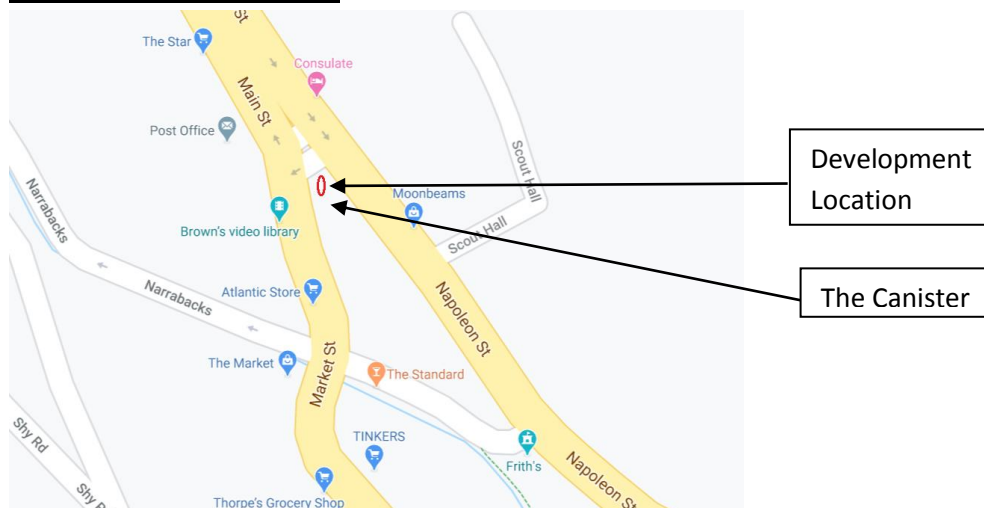 St
The Star
Consulate
Main St
Post Office
Scout Hall
Development
Location
Narrabacks
Moonbeams
Brown's video library
Scout Hall
Narrabacks
Atlantic Store
Napoleon St
The Canister
The Market
Market St
The Standard
Shy Rd
TINKERS
Frith's
Napoleon St
Thorpe's Grocery Shop
Shy R